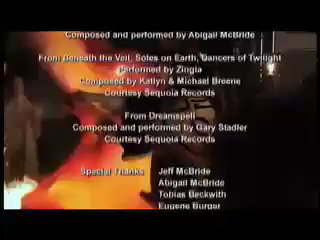 Composed and performed by Abigail McBride
From Beneath the Veil, Soles on Earth, Dancers of Twilight
Performed by Zingia
Composed by Katlyn & Michael Breene
Courtesy Sequoia Records
From Dreamspell
Composed and performed by Gary Stadler
Courtesy Sequoia Records
Special Thanks Jeff McBride
Abigail McBride
Tobias Beckwith
Eugene Burger